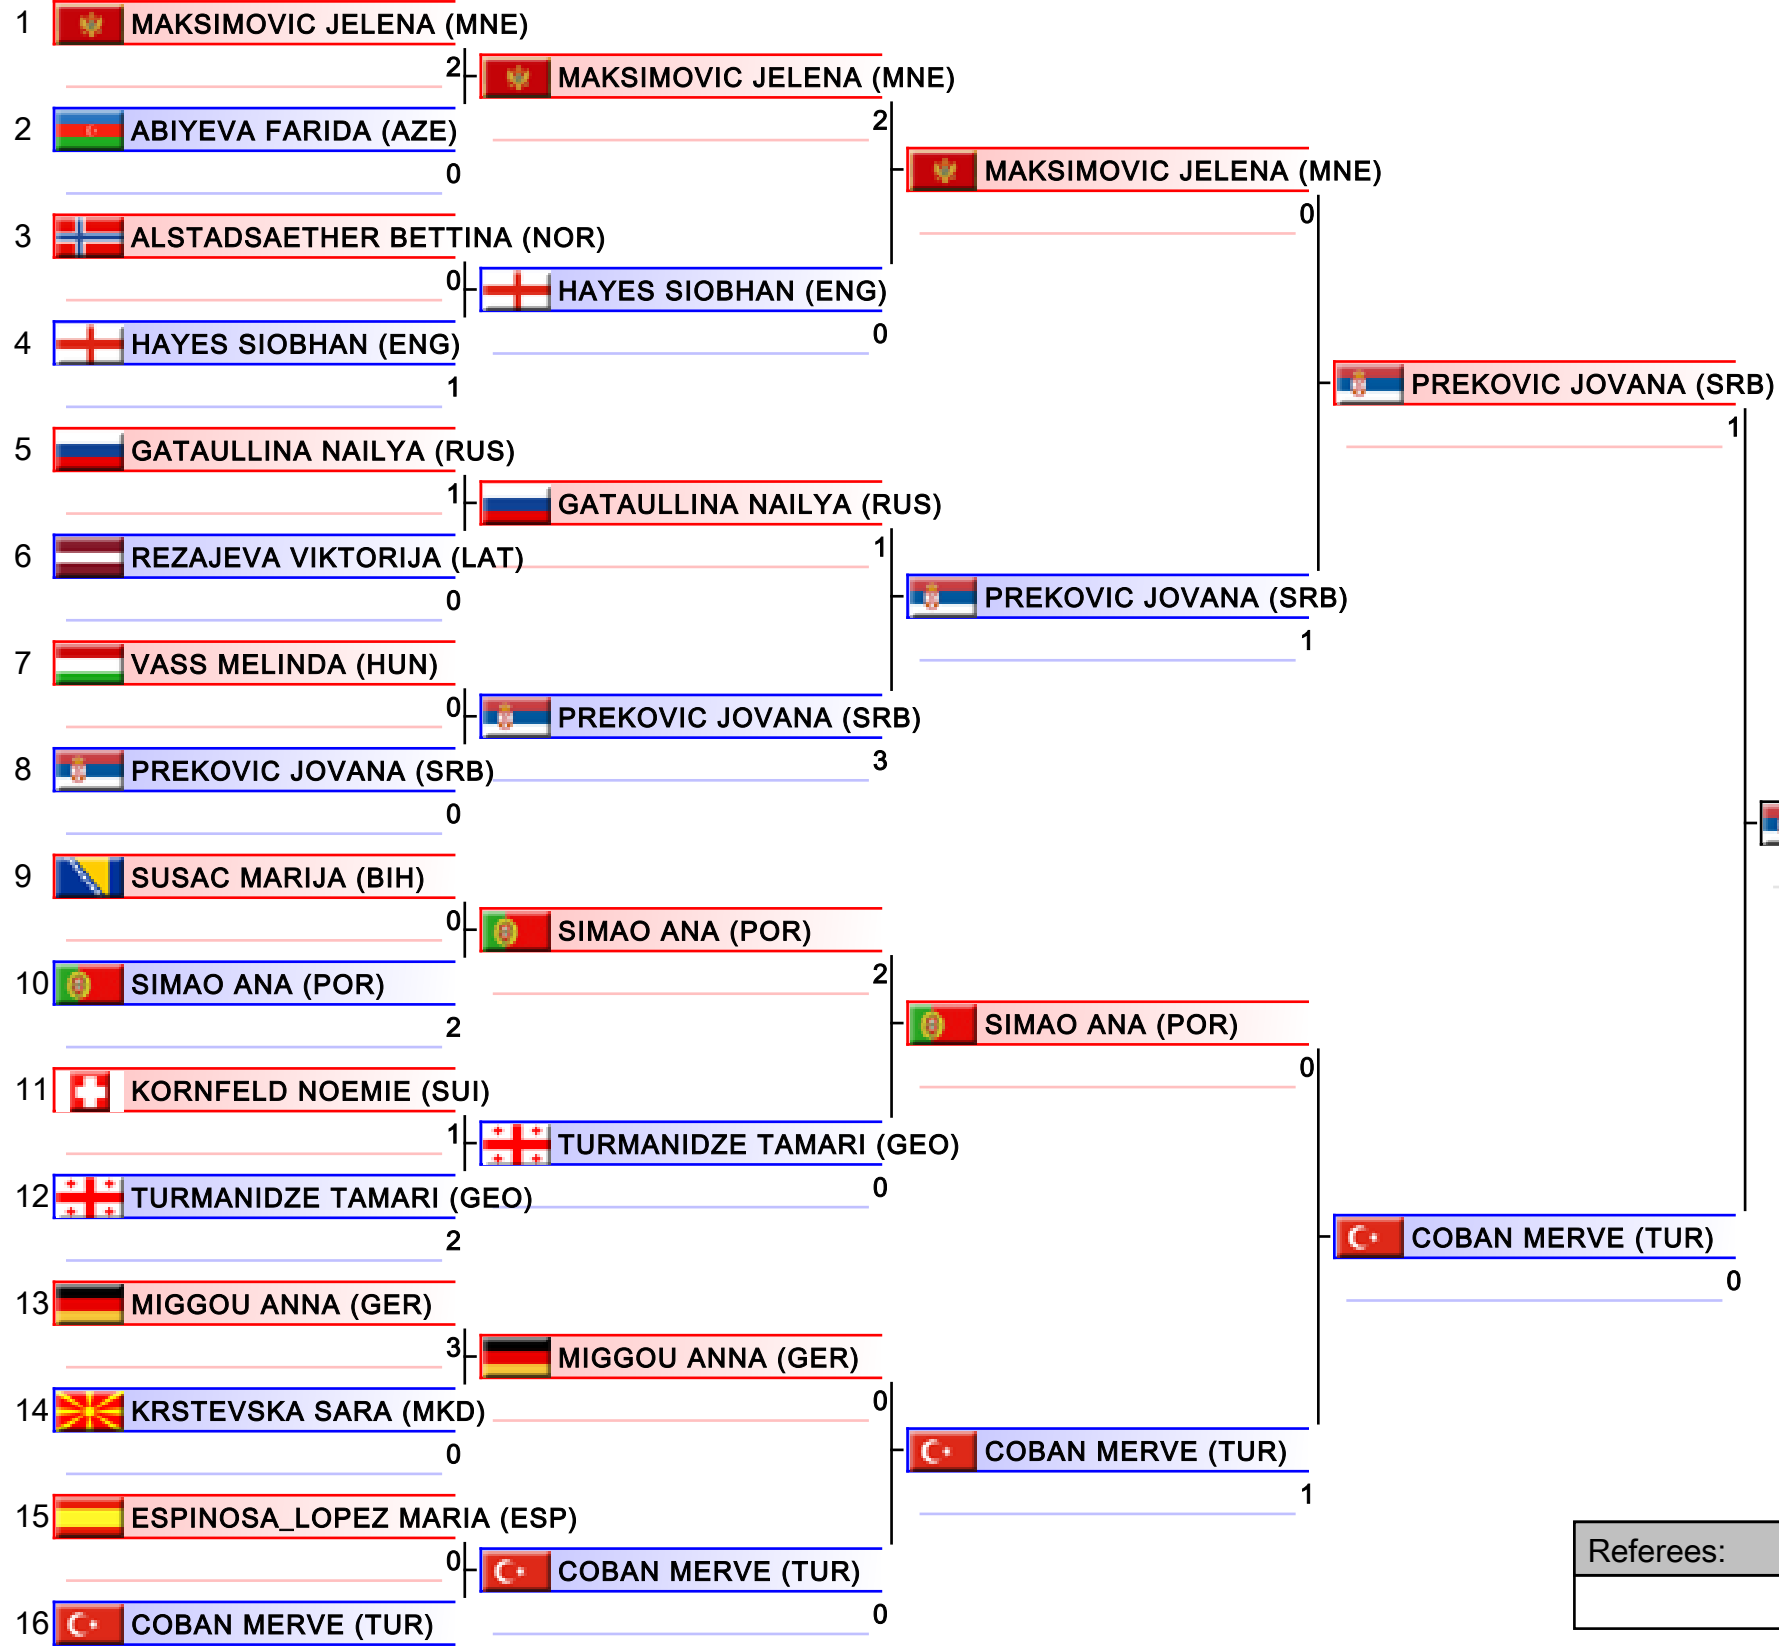 1 MAKSIMOVIC JELENA (MNE)
2 MAKSIMOVIC JELENA (MNE)
2 ABIYEVA FARIDA (AZE)
2
0
MAKSIMOVIC JELENA (MNE)
0
3 ALSTADSAETHER BETTINA (NOR)
0 HAYES SIOBHAN (ENG)
4 HAYES SIOBHAN (ENG)
0
1
PREKOVIC JOVANA (SRB)
1
5 GATAULLINA NAILYA (RUS)
1 GATAULLINA NAILYA (RUS)
6 REZAJEVA VIKTORIJA (LAT)
1
0
PREKOVIC JOVANA (SRB)
1
7 VASS MELINDA (HUN)
0 PREKOVIC JOVANA (SRB)
8 PREKOVIC JOVANA (SRB)
3
0
9 SUSAC MARIJA (BIH)
0 SIMAO ANA (POR)
10 SIMAO ANA (POR)
2
2
SIMAO ANA (POR)
0
11 KORNFELD NOEMIE (SUI)
1 TURMANIDZE TAMARI (GEO)
12 TURMANIDZE TAMARI (GEO)
0
2
COBAN MERVE (TUR)
0
13 MIGGOU ANNA (GER)
3 MIGGOU ANNA (GER)
14 KRSTEVSKA SARA (MKD)
0
0
COBAN MERVE (TUR)
1
15 ESPINOSA_LOPEZ MARIA (ESP)
0 COBAN MERVE (TUR)
16 COBAN MERVE (TUR)
0
Referees: